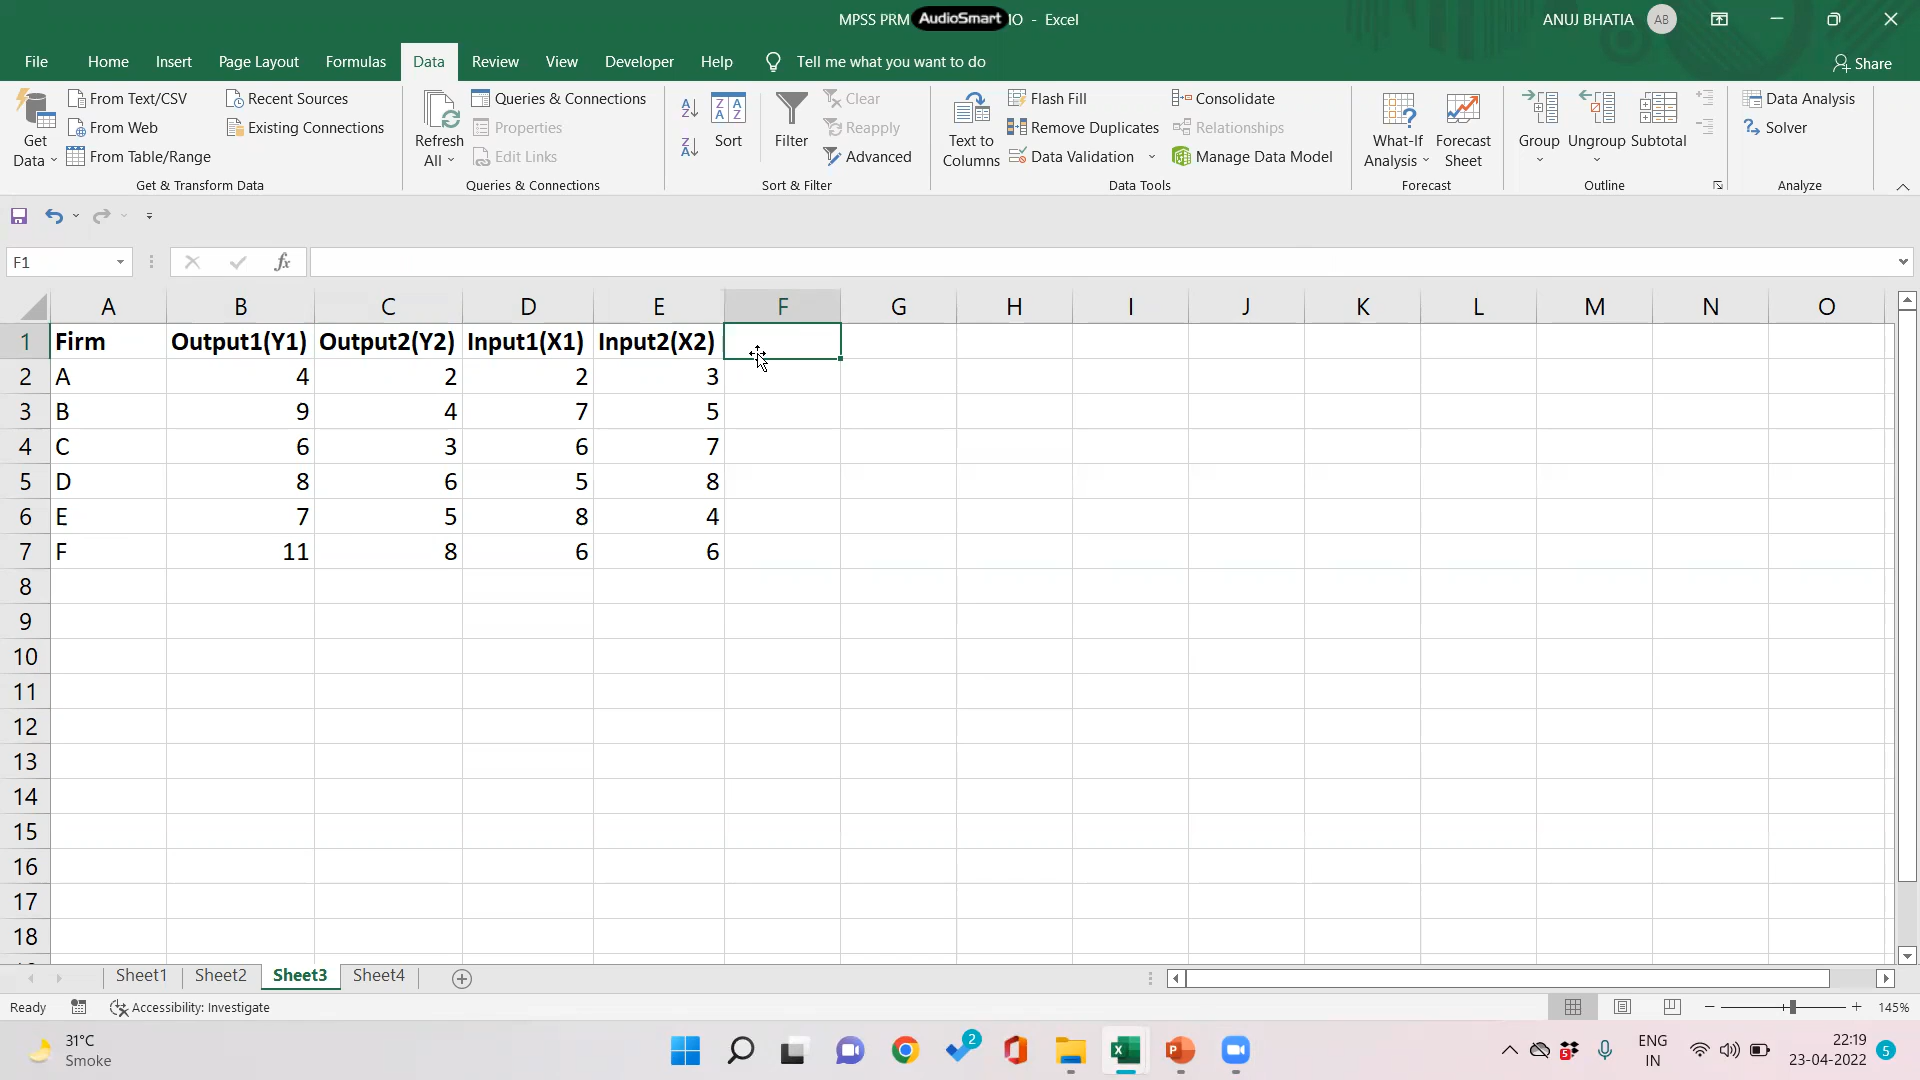 MPSS PRM AudioSmart IO - Excel
ANUJ BHATIA AB
File Home Insert Page Layout Formulas Data Review View Developer Help Tell me what you want to do Share
Get Data
From Text/CSV
From Web
From Table/Range
Recent Sources
Existing Connections
Get & Transform Data
Refresh All
Queries & Connections
Properties
Edit Links
Queries & Connections
Sort
Filter
Clear
Reapply
Advanced
Sort & Filter
Text to Columns
Flash Fill
Remove Duplicates
Data Validation
Consolidate
Relationships
Manage Data Model
Data Tools
What-If Analysis
Forecast Sheet
Forecast
Group
Ungroup
Subtotal
Outline
Data Analysis
Solver
Analyze
F1 fx
A B C D E F G H I J K L M N O
1 Firm Output1(Y1) Output2(Y2) Input1(X1) Input2(X2)
2 A 4 2 2 3
3 B 9 4 7 5
4 C 6 3 6 7
5 D 8 6 5 8
6 E 7 5 8 4
7 F 11 8 6 6
8
9
10
11
12
13
14
15
16
17
18
Sheet1 Sheet2 Sheet3 Sheet4
Ready Accessibility: Investigate 145%
31°C
Smoke
2
5
ENG
IN
22:19
23-04-2022
5